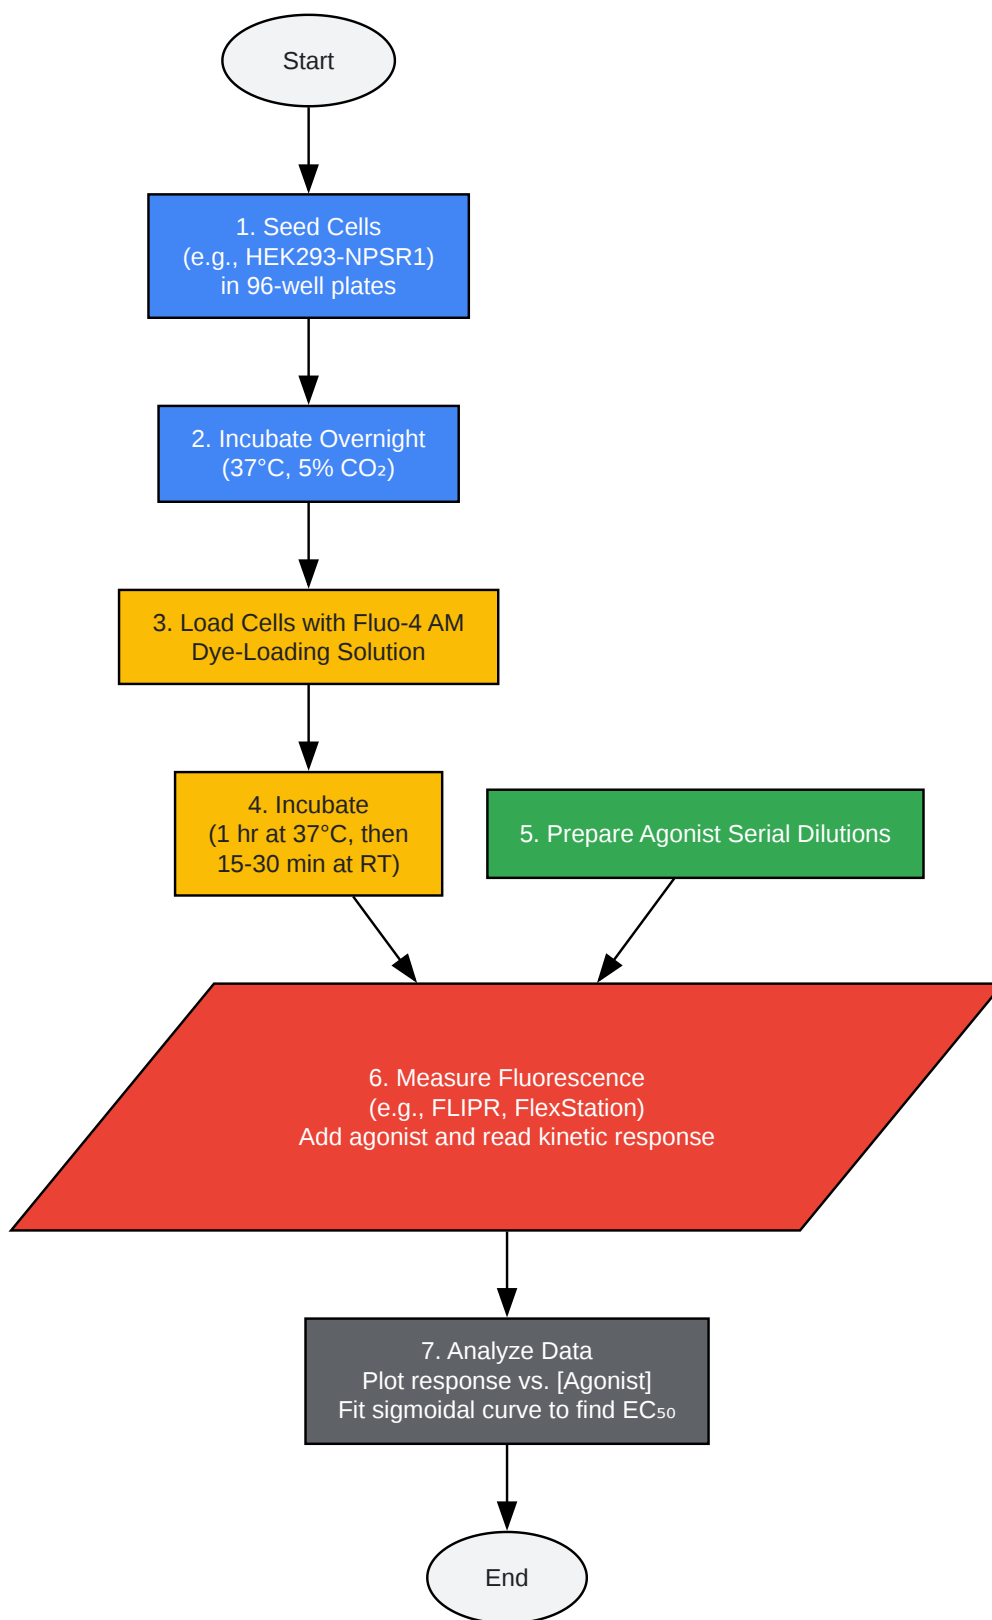 Start
1. Seed Cells
(e.g., HEK293-NPSR1)
in 96-well plates
2. Incubate Overnight
(37°C, 5% CO₂)
3. Load Cells with Fluo-4 AM
Dye-Loading Solution
4. Incubate
(1 hr at 37°C, then
15-30 min at RT)
5. Prepare Agonist Serial Dilutions
6. Measure Fluorescence
(e.g., FLIPR, FlexStation)
Add agonist and read kinetic response
7. Analyze Data
Plot response vs. [Agonist]
Fit sigmoidal curve to find EC₅₀
End